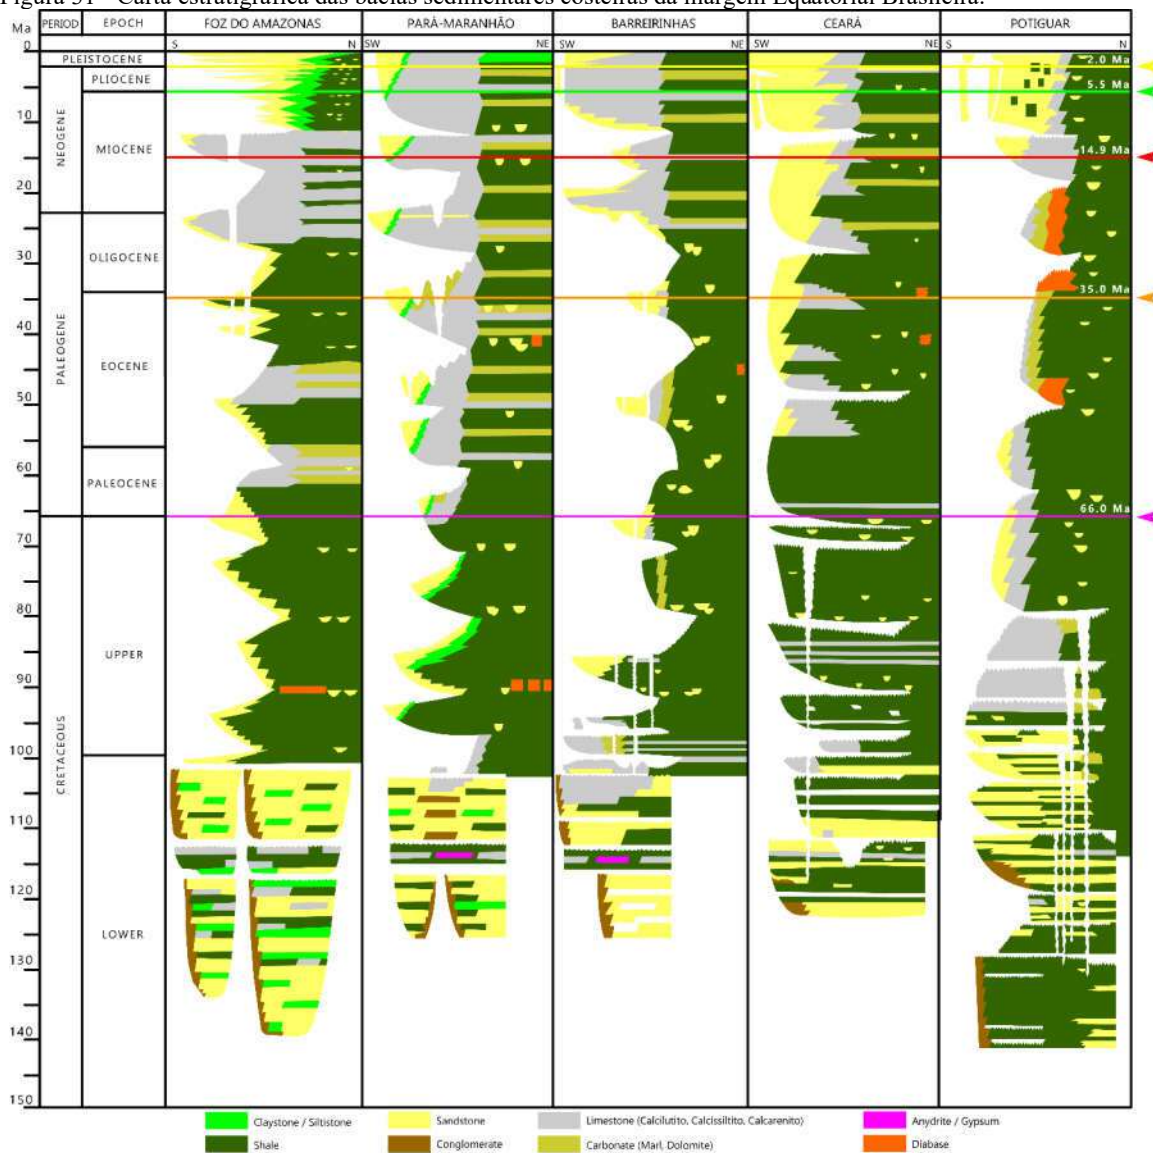 Figura 31 - Carta estratigráfica das bacias sedimentares costeiras da margem Equatorial Brasileira.
Ma PERIOD EPOCH FOZ DO AMAZONAS PARÁ-MARANHÃO BARREIRINHAS CEARÁ POTIGUAR
0 S N SW NE SW NE SW NE S N
PLEISTOCENE 2.0 Ma
PLIOCENE 5.5 Ma
10
NEOGENE MIOCENE 14.9 Ma
20
30 OLIGOCENE
35.0 Ma
40
PALEOGENE EOCENE
50
60 PALEOCENE
66.0 Ma
70
80
UPPER
90
100
CRETACEOUS
110
120
LOWER
130
140
150
Claystone / Siltistone Sandstone Limestone (Calcilutito, Calcissiltito, Calcarenito) Anydrite / Gypsum
Shale Conglomerate Carbonate (Marl, Dolomite) Diabase